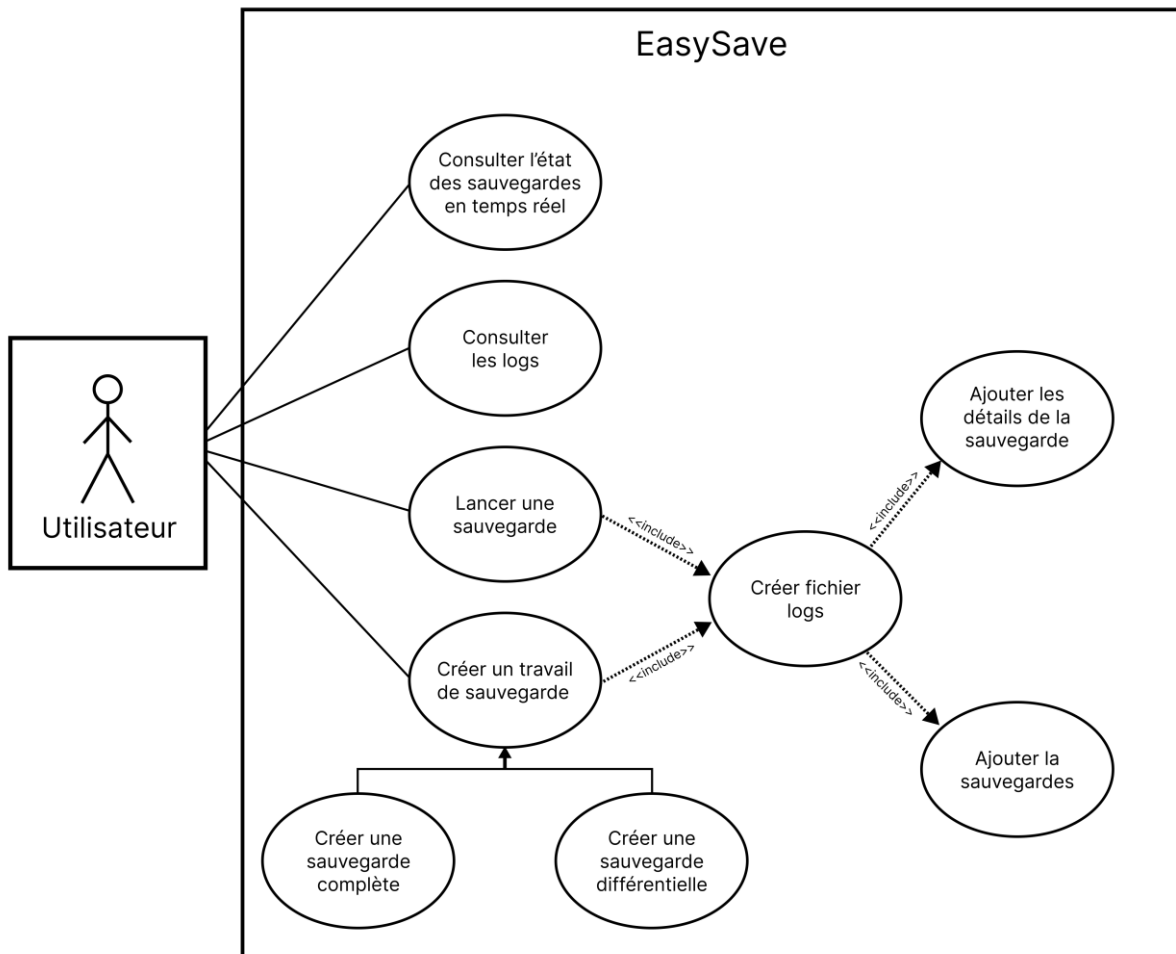 EasySave
Consulter l'état
des sauvegardes
en temps réel
Consulter
les logs
Utilisateur
Lancer une
sauvegarde
<<include>>
Créer un travail
de sauvegarde
<<include>>
Créer fichier
logs
<<include>>
Ajouter les
détails de la
sauvegarde
<<include>>
Ajouter la
sauvegardes
Créer une
sauvegarde
complète
Créer une
sauvegarde
différentielle